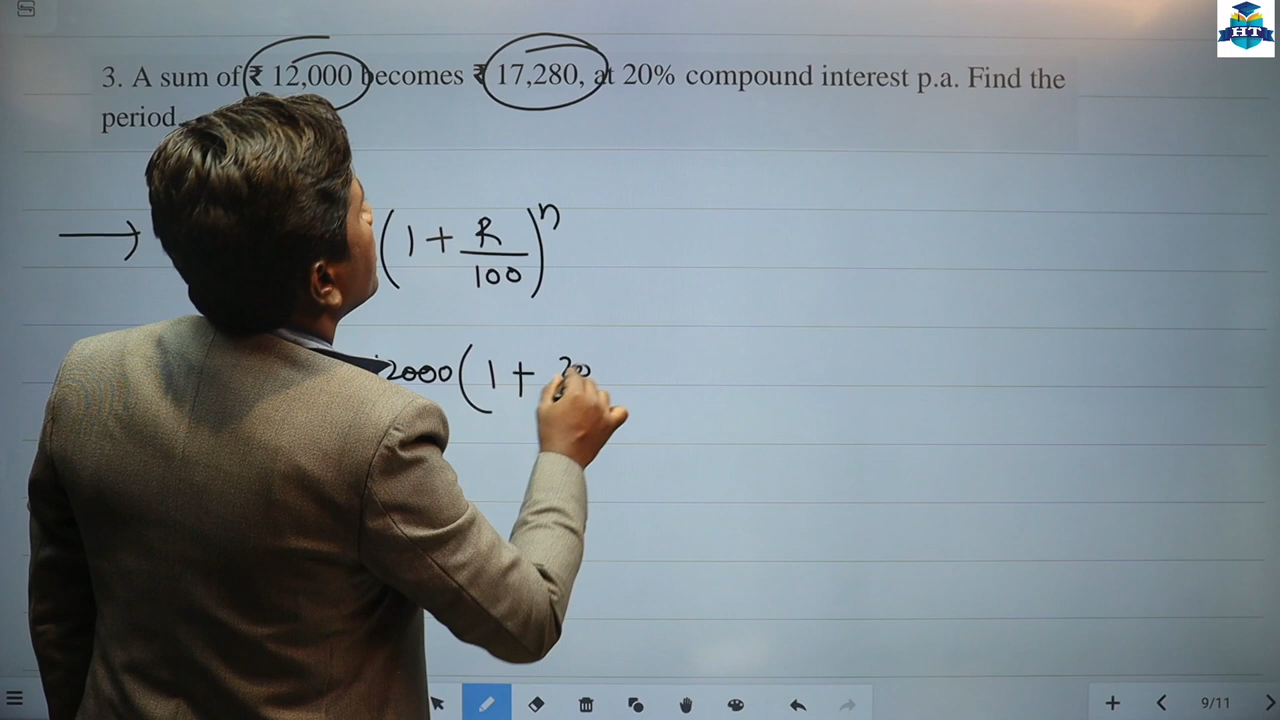 HT
3. A sum of ₹ 12,000 becomes ₹ 17,280, at 20% compound interest p.a. Find the
period.
→ (1 + R/100)^n
2000 (1 + 20
9/11